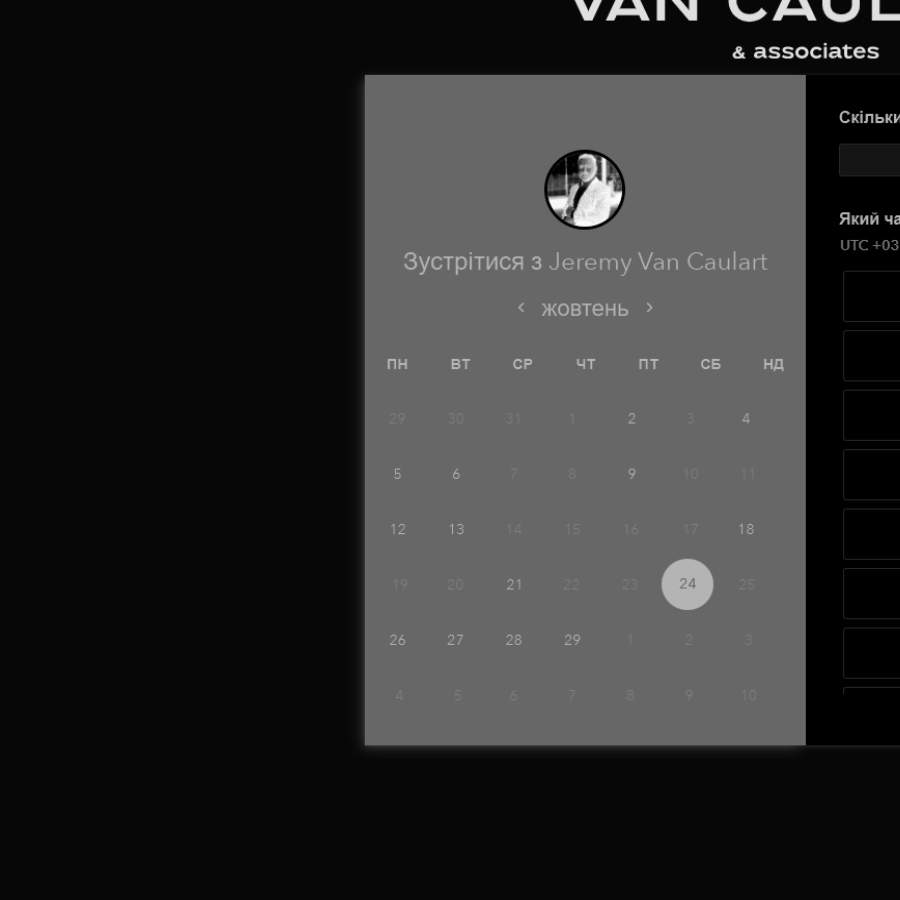 VAN CAUL
& associates
Зустрітися з Jeremy Van Caulart
< жовтень >
ПН ВТ СР ЧТ ПТ СБ НД
29 30 31 1 2 3 4
5 6 7 8 9 10 11
12 13 14 15 16 17 18
19 20 21 22 23 24 25
26 27 28 29 1 2 3
4 5 6 7 8 9 10
Скільки
Який ча
UTC +03